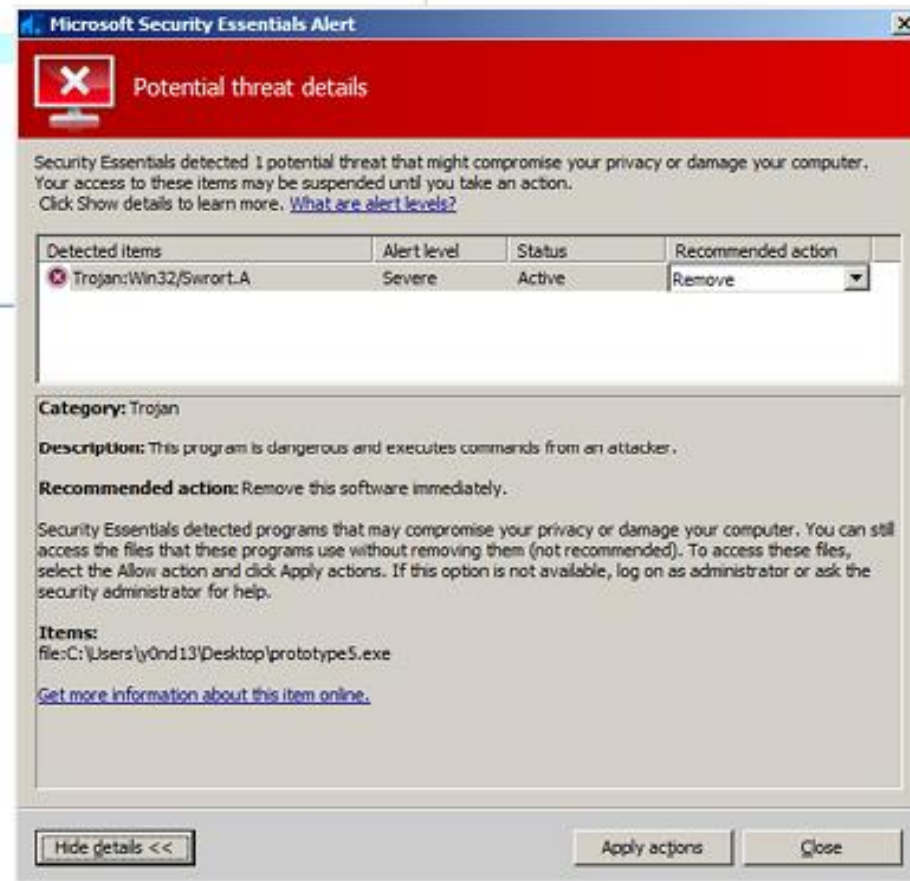 Microsoft Security Essentials Alert
Potential threat details
Security Essentials detected 1 potential threat that might compromise your privacy or damage your computer.
Your access to these items may be suspended until you take an action.
Click Show details to learn more. What are alert levels?
Detected items Alert level Status Recommended action
Trojan:Win32/Swrort.A Severe Active Remove
Category: Trojan
Description: This program is dangerous and executes commands from an attacker.
Recommended action: Remove this software immediately.
Security Essentials detected programs that may compromise your privacy or damage your computer. You can still
access the files that these programs use without removing them (not recommended). To access these files,
select the Allow action and click Apply actions. If this option is not available, log on as administrator or ask the
security administrator for help.
Items:
file:C:\Users\y0nd13\Desktop\prototype5.exe
Get more information about this item online.
Hide details << Apply actions Close